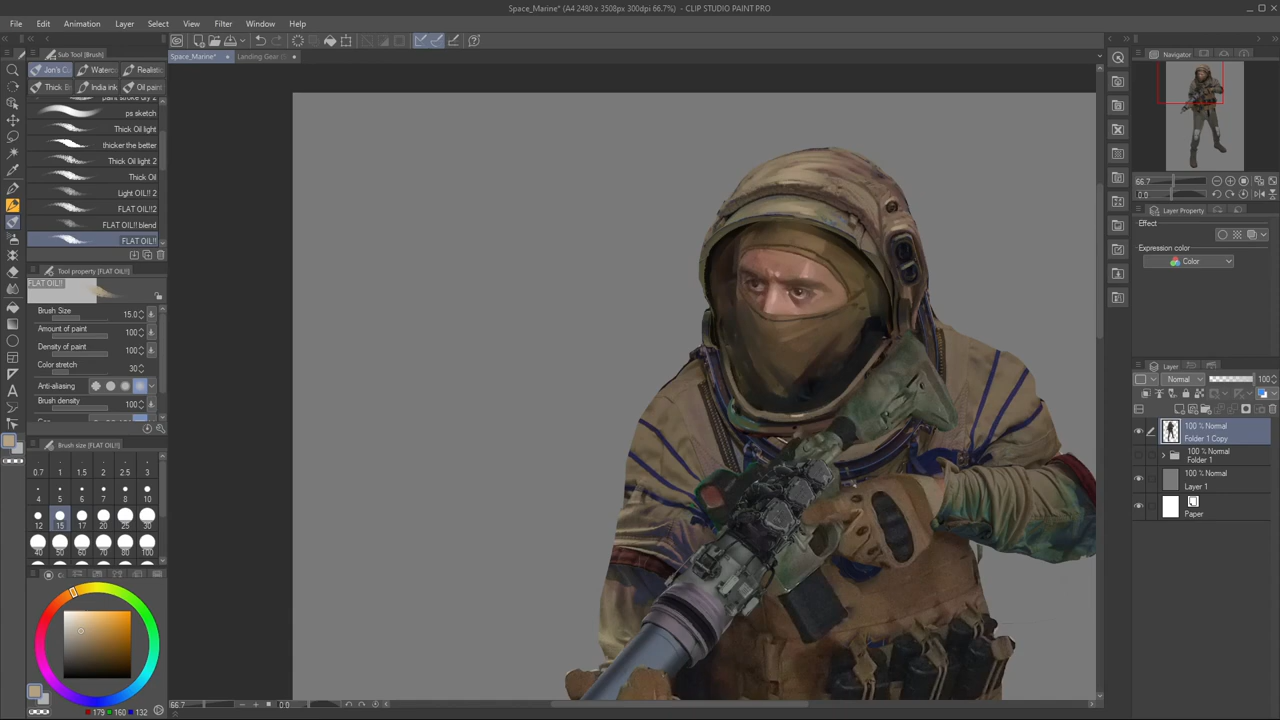 Space_Marine* (A4 2480 x 3508px 300dpi 66.7%) - CLIP STUDIO PAINT PRO
File Edit Animation Layer Select View Filter Window Help
Sub Tool [Brush]
Space_Marine* Landing Gear (
Navigator
Jon's C Waterc Realistic
Thick B India ink Oil paint
paint stroke dry 2
ps sketch
Thick Oil light
thicker the better
Thick Oil light 2
Thick Oil
Light OIL!! 2
FLAT OIL!!2
FLAT OIL!! blend
FLAT OIL!!
Tool property [FLAT OIL!!]
FLAT OIL!!
Brush Size 15.0
Amount of paint 100
Density of paint 100
Color stretch 30
Anti-aliasing
Brush density 100
Brush size [FLAT OIL!!]
0.7 1 1.5 2 2.5 3
4 5 6 7 8 10
12 15 17 20 25 30
40 50 60 70 80 100
179 160 132
66.7 0.0
66.7
0.0
Layer Property
Effect
Expression color
Color
Layer
Normal 100
100 % Normal
Folder 1 Copy
100 % Normal
Folder 1
100 % Normal
Layer 1
Paper